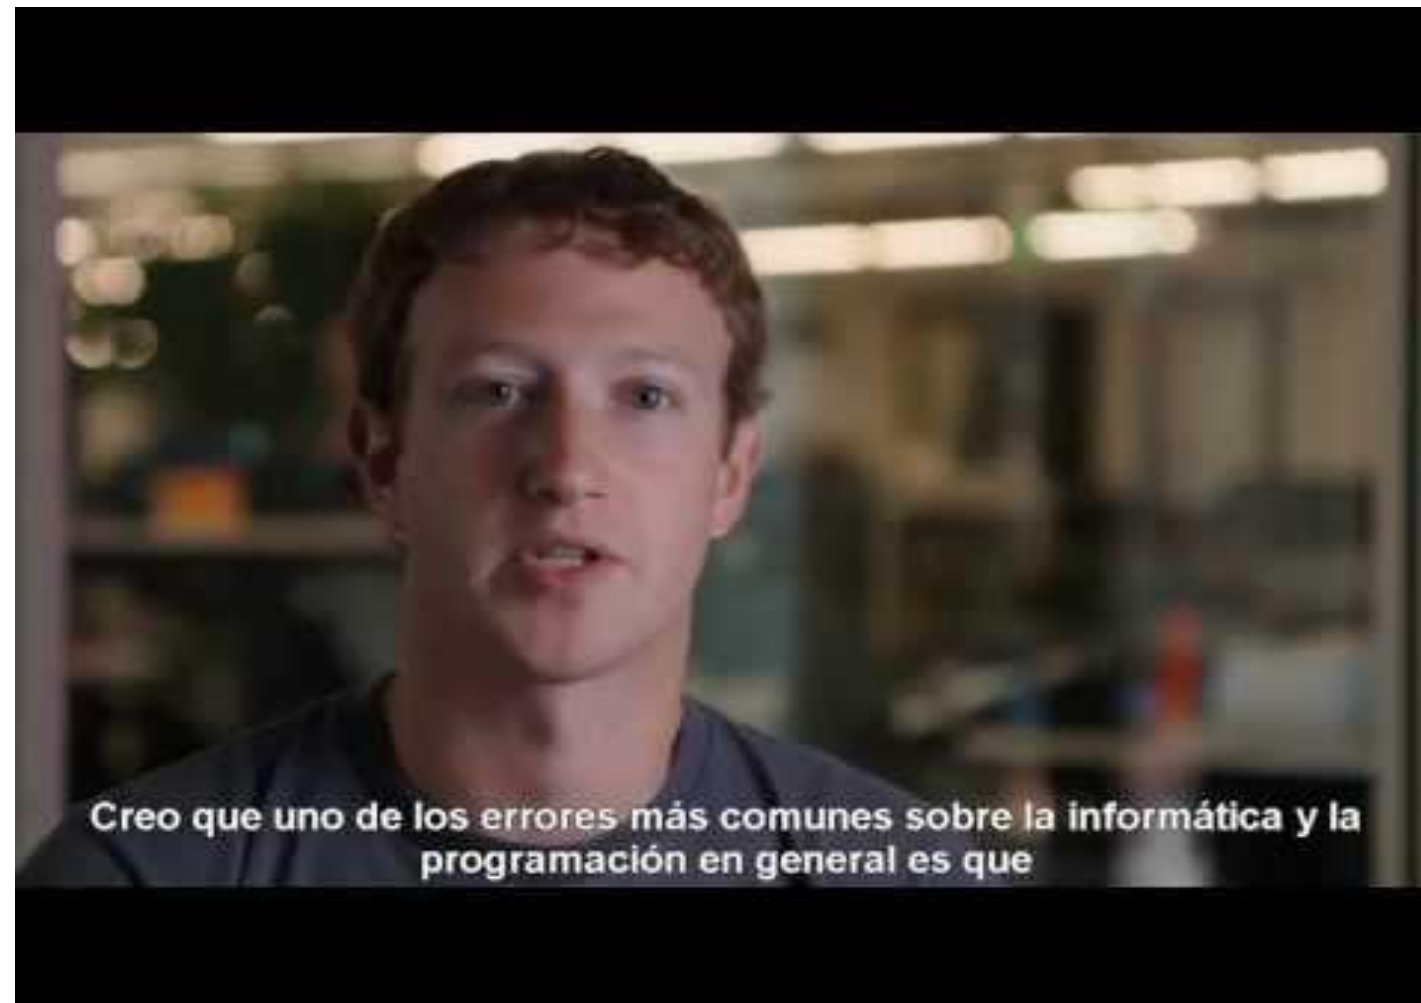 Creo que uno de los errores más comunes sobre la informática y la
programación en general es que